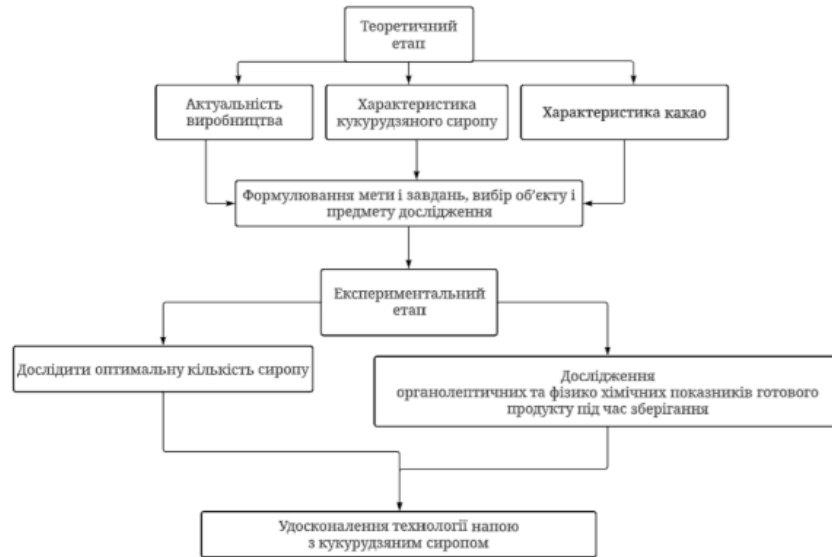 Теоретичний
етап
Актуальність
виробництва
Характеристика
кукурудзяного сиропу
Характеристика какао
Формулювання мети і завдань, вибір об'єкту і
предмету дослідження
Експериментальний
етап
Дослідити оптимальну кількість сиропу
Дослідження
органолептичних та фізико хімічних показників готового
продукту під час зберігання
Удосконалення технології напою
з кукурудзяним сиропом